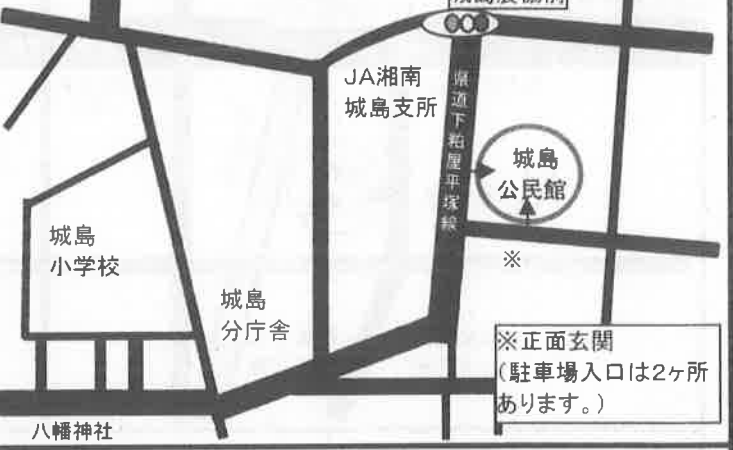 JA湘南
城島支所
県道下粕屋平塚線
城島
公民館
城島
小学校
※
城島
分庁舎
※正面玄関
(駐車場入口は2ヶ所
あります。)
八幡神社